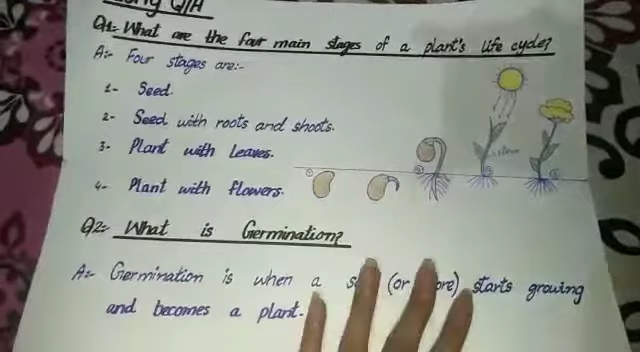 Long Q/A
Q1:- What are the four main stages of a plant's life cycle?
A:- Four stages are:-
1- Seed.
2- Seed with roots and shoots.
3- Plant with Leaves.
4- Plant with flowers.
Q2:- What is Germination?
A:- Germination is when a (or starts growing
and becomes a plant.